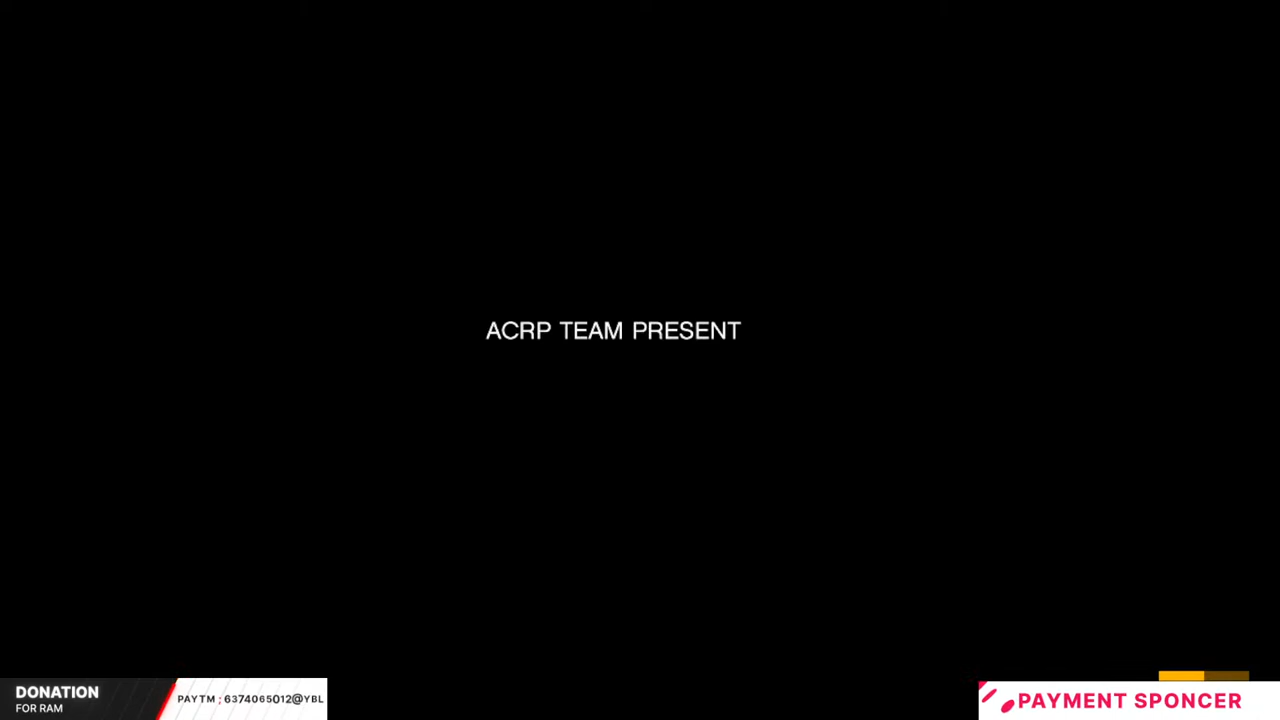 ACRP TEAM PRESENT
DONATION
FOR RAM
PAYTM ; 6374065012@YBL
PAYMENT SPONCER